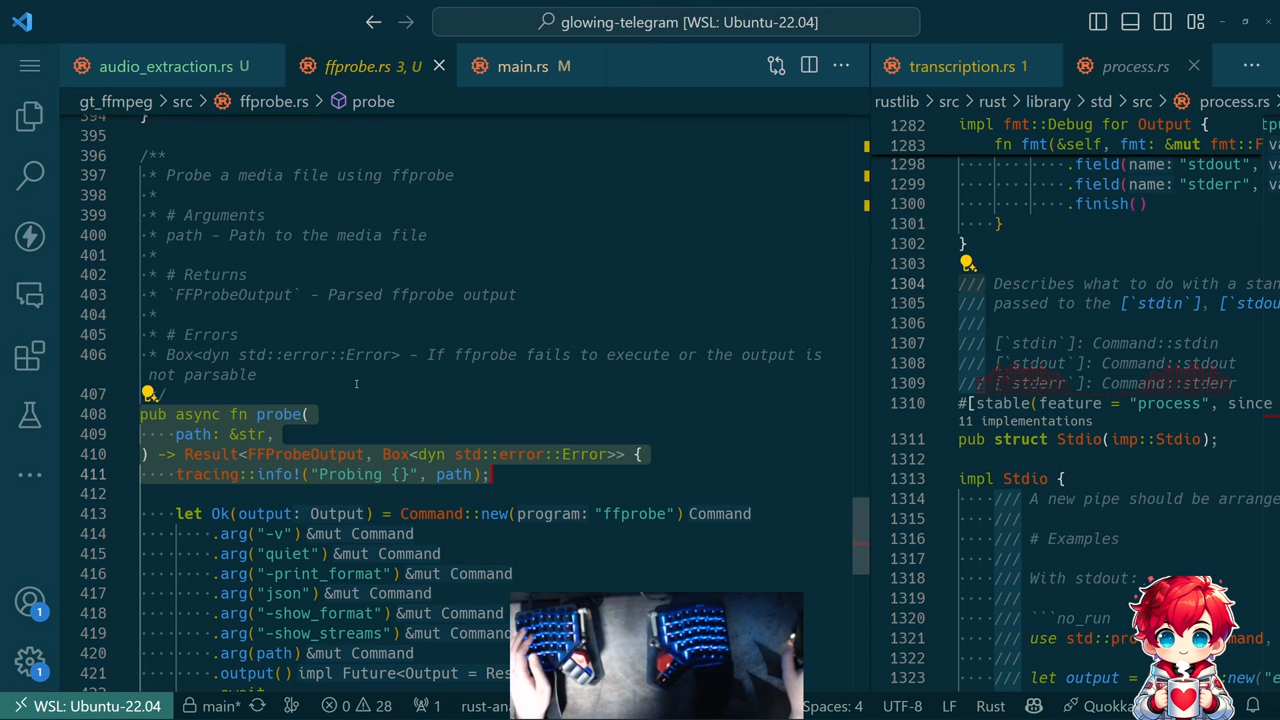 glowing-telegram [WSL: Ubuntu-22.04]
audio_extraction.rs U
ffprobe.rs 3, U
main.rs M
transcription.rs 1
process.rs
gt_ffmpeg > src > ffprobe.rs > probe
rustlib > src > rust > library > std > src > process.rs >
394 }
395
396 /**
397 * Probe a media file using ffprobe
398 *
399 * # Arguments
400 * path - Path to the media file
401 *
402 * # Returns
403 * `FFProbeOutput` - Parsed ffprobe output
404 *
405 * # Errors
406 * Box<dyn std::error::Error> - If ffprobe fails to execute or the output is
not parsable
407 */
408 pub async fn probe(
409 path: &str,
410 ) -> Result<FFProbeOutput, Box<dyn std::error::Error>> {
411 tracing::info!("Probing {}", path);
412
413 let Ok(output: Output) = Command::new(program: "ffprobe") Command
414 .arg("-v") &mut Command
415 .arg("quiet") &mut Command
416 .arg("-print_format") &mut Command
417 .arg("json") &mut Command
418 .arg("-show_format") &mut Command
419 .arg("-show_streams") &mut Command
420 .arg(path) &mut Command
421 .output() impl Future<Output = Res
1282 impl fmt::Debug for Output {
1283 fn fmt(&self, fmt: &mut fmt::F
1298 .field(name: "stdout", va
1299 .field(name: "stderr", va
1300 .finish()
1301 }
1302 }
1303
1304 /// Describes what to do with a stan
1305 /// passed to the [`stdin`], [`stdou
1306 ///
1307 /// [`stdin`]: Command::stdin
1308 /// [`stdout`]: Command::stdout
1309 /// [`stderr`]: Command::stderr
1310 #[stable(feature = "process", since
11 implementations
1311 pub struct Stdio(imp::Stdio);
1312
1313 impl Stdio {
1314 /// A new pipe should be arrange
1315 ///
1316 /// # Examples
1317 ///
1318 /// With stdout:
1320 /// ```no_run
1321 /// use std::pro
1322 ///
1323 /// let output =
WSL: Ubuntu-22.04
main*
0 28
1
rust-an
Spaces: 4
UTF-8
LF
Rust
Quokka
1
1